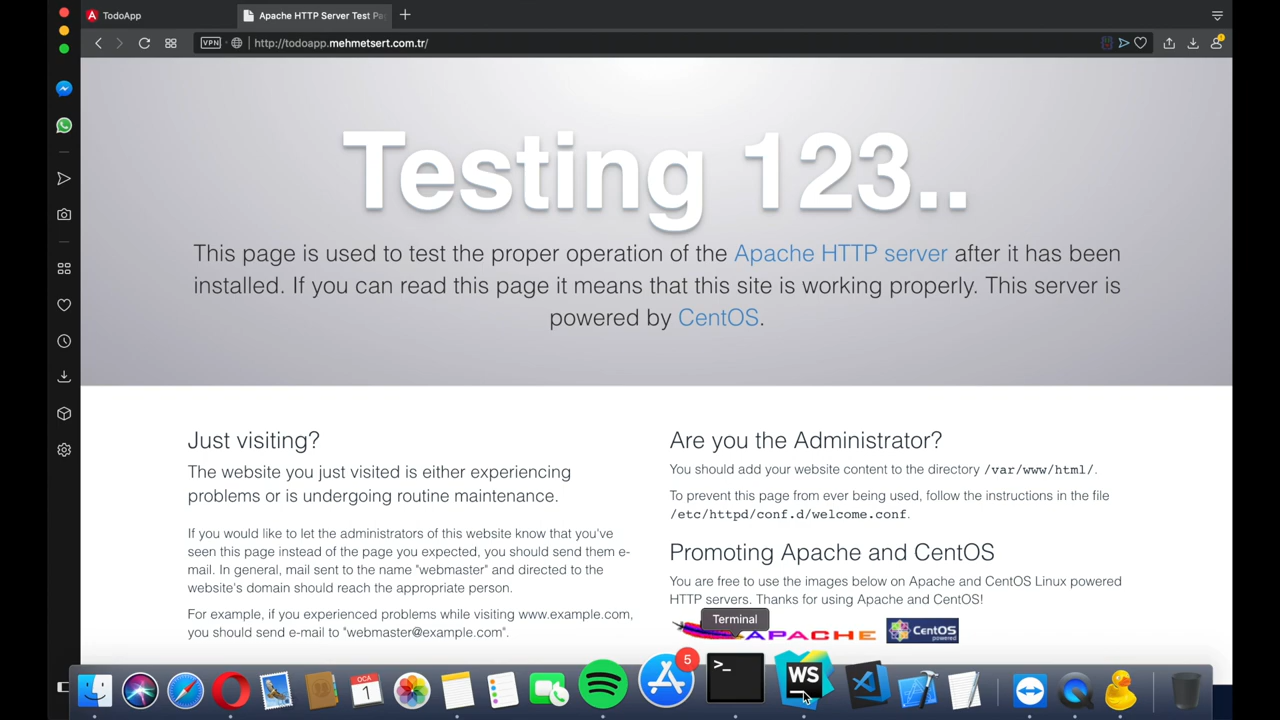 TodoApp
Apache HTTP Server Test Pa
VPN
http://todoapp.mehmetsert.com.tr/
Testing 123..
This page is used to test the proper operation of the Apache HTTP server after it has been
installed. If you can read this page it means that this site is working properly. This server is
powered by CentOS.
Just visiting?
The website you just visited is either experiencing
problems or is undergoing routine maintenance.
If you would like to let the administrators of this website know that you've
seen this page instead of the page you expected, you should send them e-
mail. In general, mail sent to the name "webmaster" and directed to the
website's domain should reach the appropriate person.
For example, if you experienced problems while visiting www.example.com,
you should send e-mail to "webmaster@example.com".
Are you the Administrator?
You should add your website content to the directory /var/www/html/.
To prevent this page from ever being used, follow the instructions in the file
/etc/httpd/conf.d/welcome.conf.
Promoting Apache and CentOS
You are free to use the images below on Apache and CentOS Linux powered
HTTP servers. Thanks for using Apache and CentOS!
Terminal
APACHE
CentOS
OCA
1
5
>_
WS